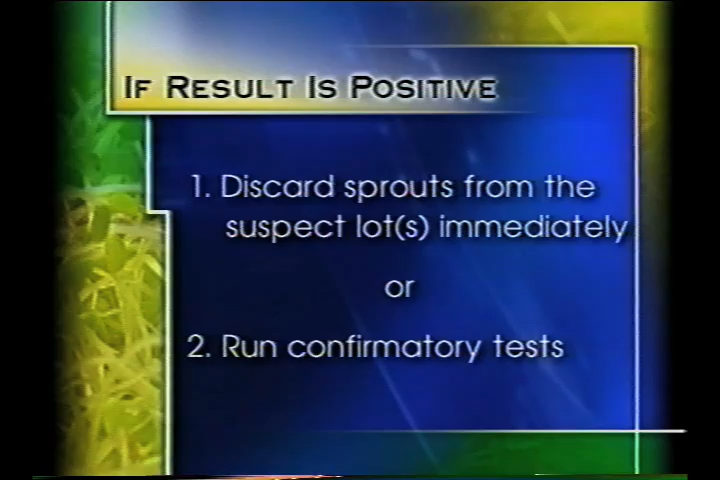 If Result Is Positive
1. Discard sprouts from the
suspect lot(s) immediately
or
2. Run confirmatory tests